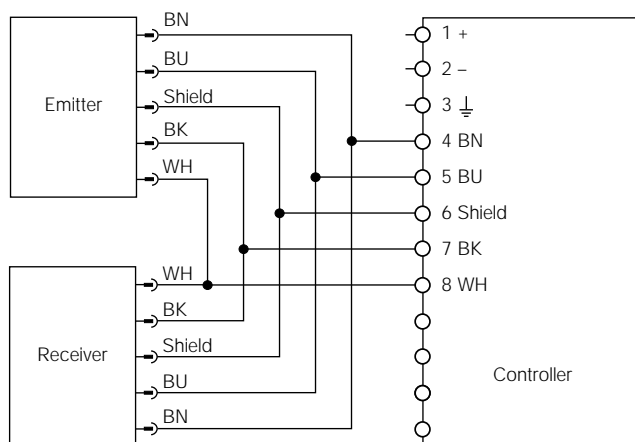 BN
BU
Shield
BK
WH
Emitter
WH
BK
Shield
BU
BN
Receiver
1 +
2 –
3 ⏚
4 BN
5 BU
6 Shield
7 BK
8 WH
Controller